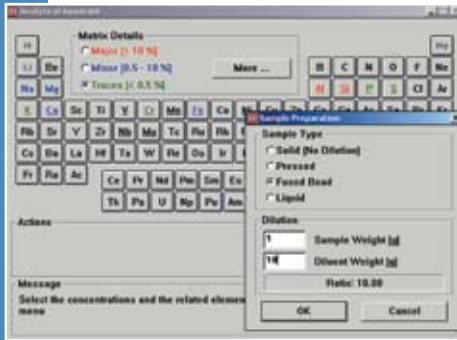 Analytical Assistant
Matrix Details
Major [> 10 %]
Minor [0.5 - 10 %]
Traces [< 0.5 %]
More ...
H
He
Li Be
B C N O F Ne
Na Mg
Al Si P S Cl Ar
K Ca Sc Ti V Cr Mn Fe Co Ni
Rb Sr Y Zr Nb Mo Tc Ru Rh
Cs Ba La Hf Ta W Re Os Ir
Fr Ra Ac
Ce Pr Nd Pm Sm Eu
Th Pa U Np Pu Am
Actions
Message
Select the concentrations and the related
menu
Sample Preparation
Sample Type
Solid (No Dilution)
Pressed
Fused Bead
Liquid
Dilution
1 Sample Weight [g]
10 Diluent Weight [g]
Ratio: 10.00
OK Cancel